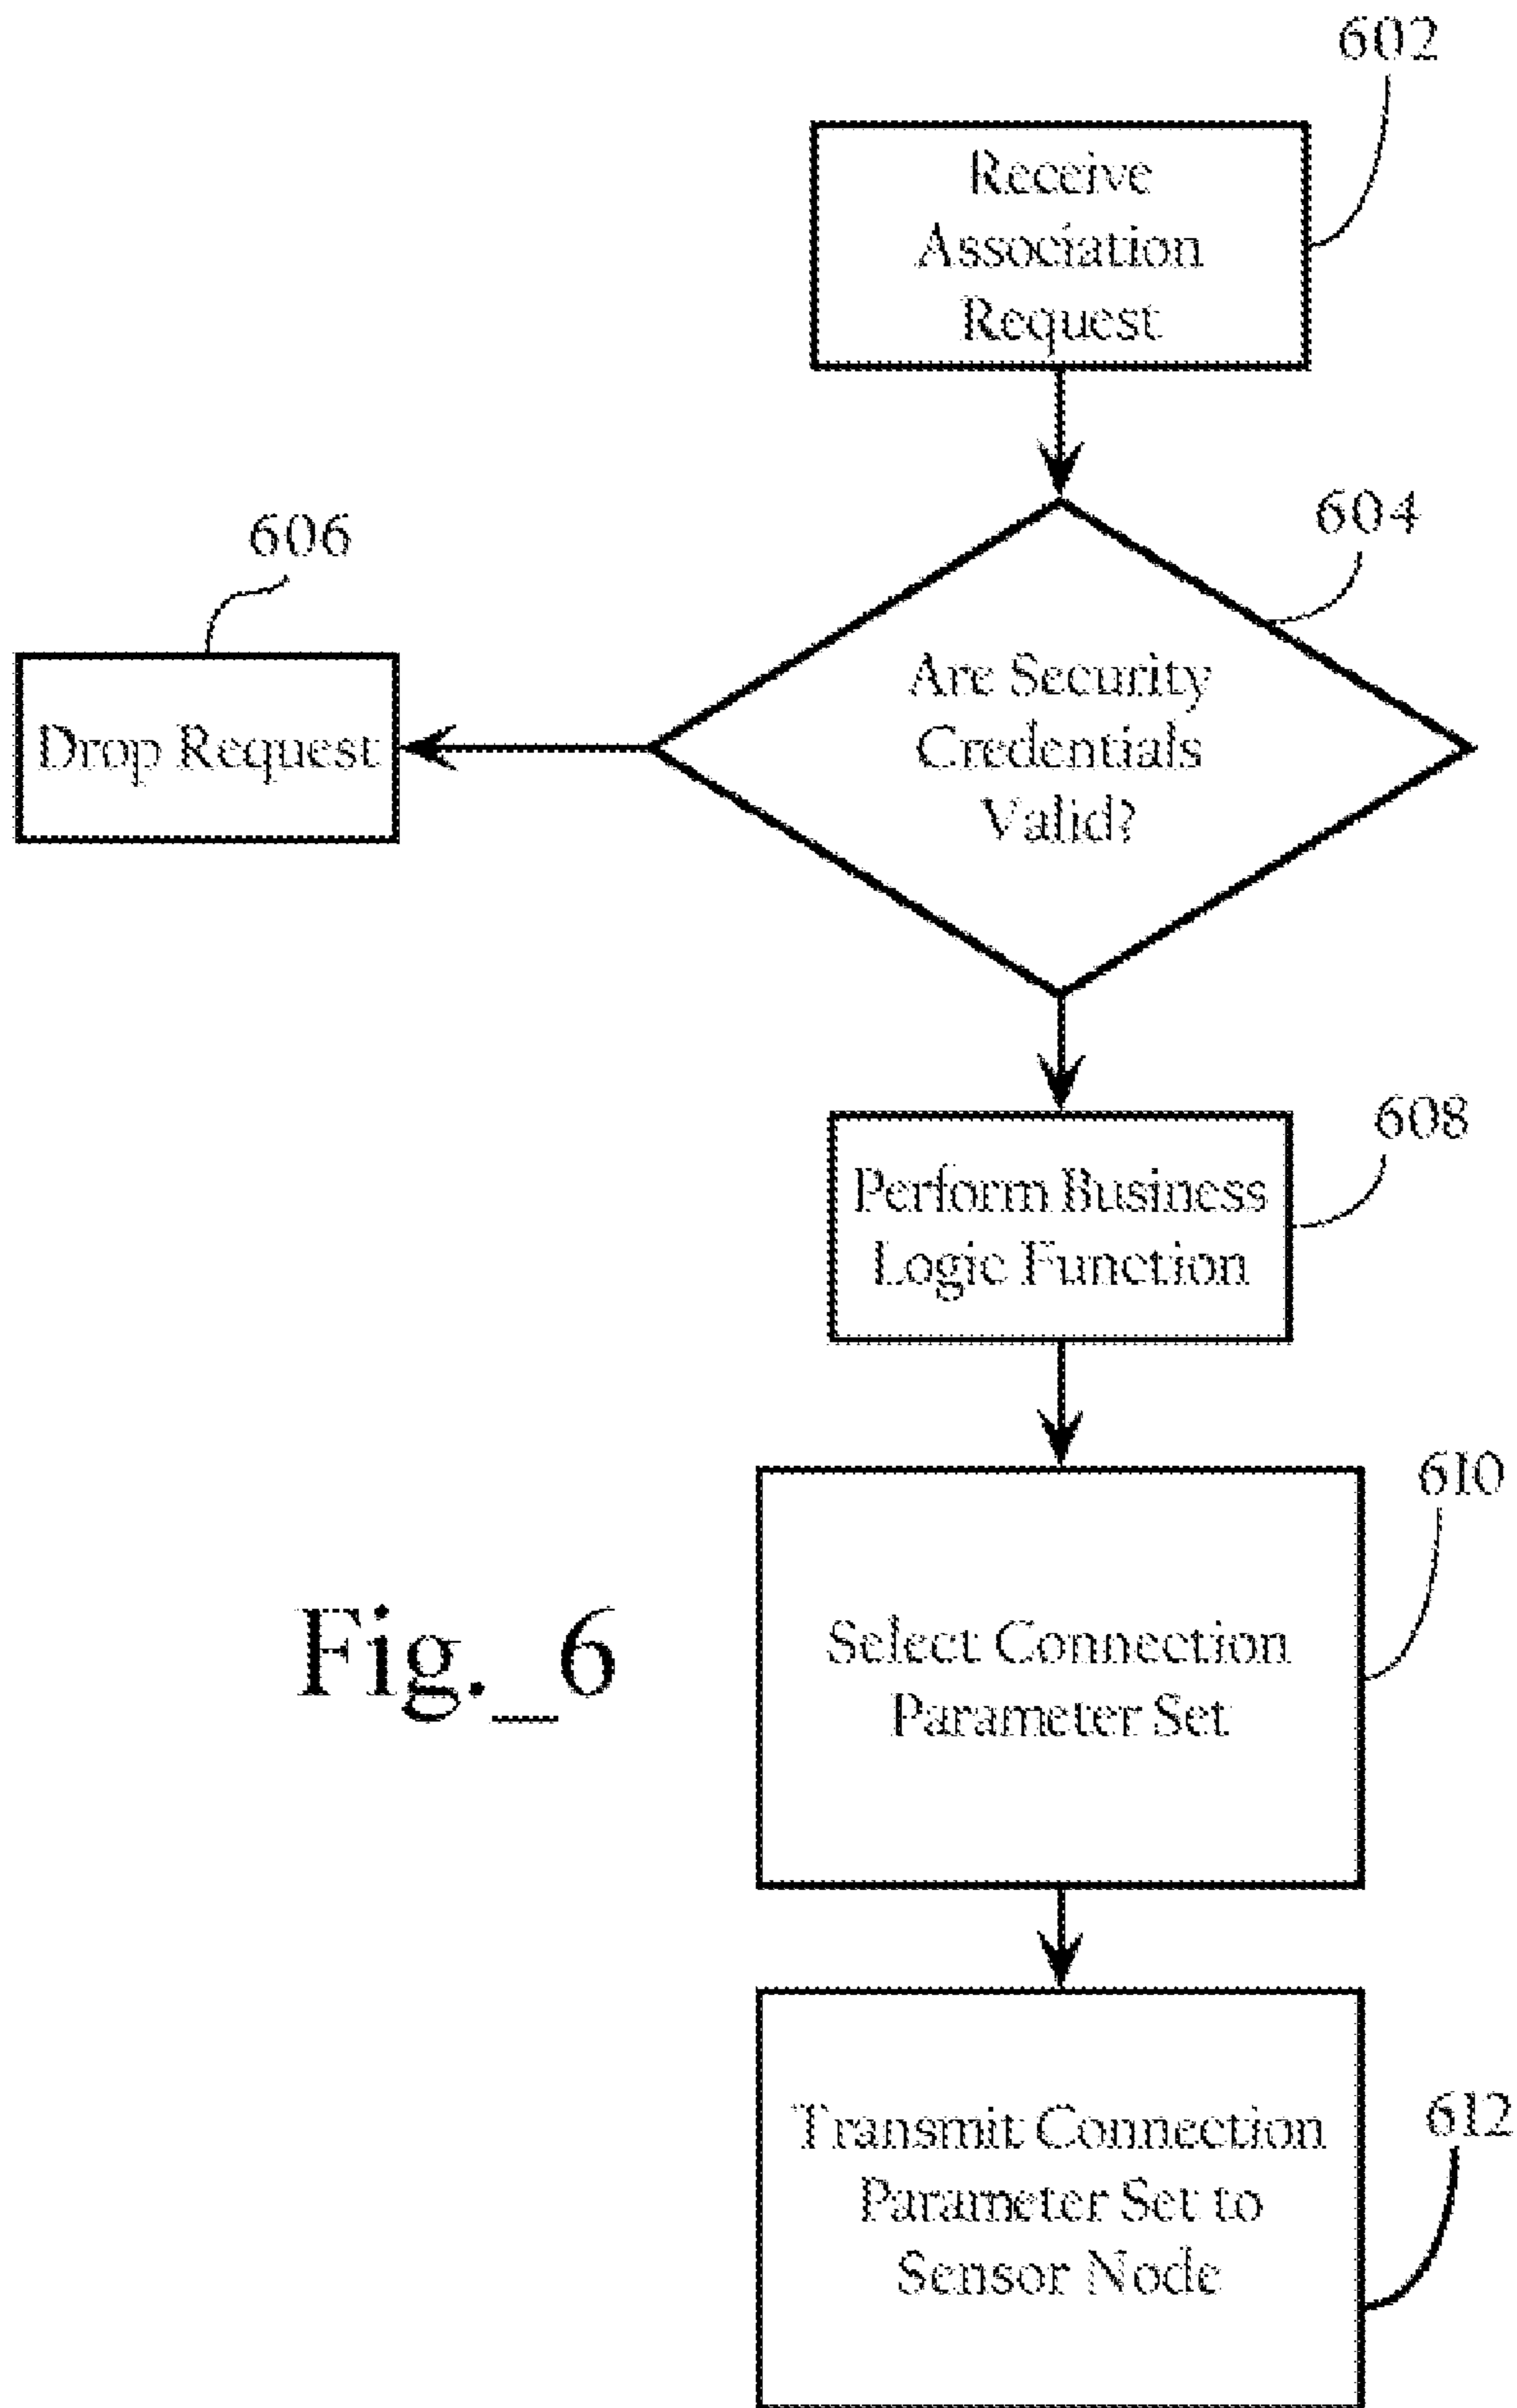 602
Receive
Association
Request
604
606
Are Security
Credentials
Valid?
Drop Request
608
Perform Business
Logic Function
610
Select Connection
Parameter Set
Fig._6
612
Transmit Connection
Parameter Set to
Sensor Node